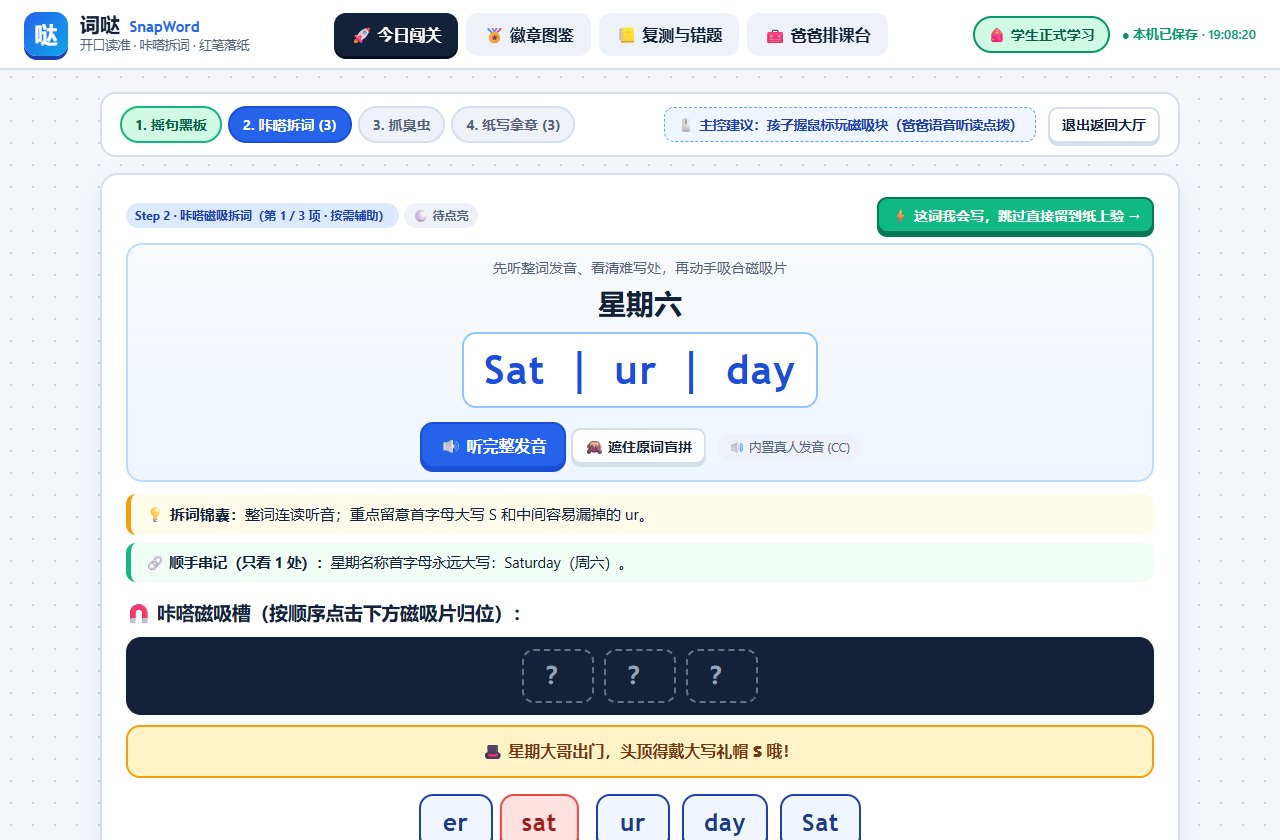 哒 词哒 SnapWord
开口读准 · 咔嗒拆词 · 红笔落纸
🚀 今日闯关
🏅 徽章图鉴
📒 复测与错题
🧰 爸爸排课台
🎒 学生正式学习
● 本机已保存 · 19:08:20
1. 摇句黑板
2. 咔嗒拆词 (3)
3. 抓臭虫
4. 纸写拿章 (3)
🖱️ 主控建议：孩子握鼠标玩磁吸块（爸爸语音听读点拨）
退出返回大厅
Step 2 · 咔嗒磁吸拆词（第 1 / 3 项 · 按需辅助）
待点亮
⚡ 这词我会写，跳过直接留到纸上验 →
先听整词发音、看清难写处，再动手吸合磁吸片
星期六
Sat | ur | day
🔊 听完整发音
🙈 遮住原词盲拼
🔊 内置真人发音 (CC)
💡 拆词锦囊：整词连读听音；重点留意首字母大写 S 和中间容易漏掉的 ur。
🔗 顺手串记（只看 1 处）：星期名称首字母永远大写：Saturday（周六）。
🧲 咔嗒磁吸槽（按顺序点击下方磁吸片归位）：
? ? ?
🎩 星期大哥出门，头顶得戴大写礼帽 S 哦！
er sat ur day Sat